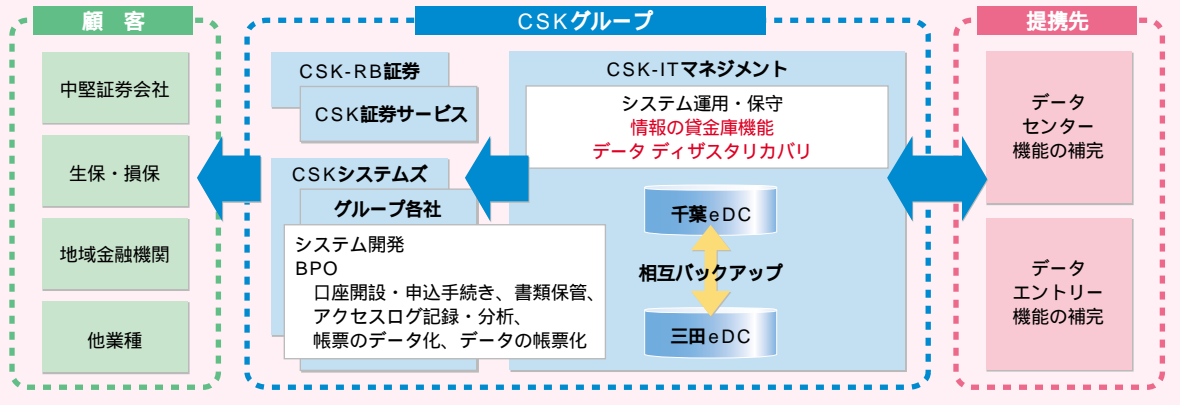 顧 客
中堅証券会社
生保・損保
地域金融機関
他業種
CSKグループ
CSK-RB証券
CSK証券サービス
CSKシステムズ
グループ各社
システム開発
BPO
口座開設・申込手続き、書類保管、
アクセスログ記録・分析、
帳票のデータ化、データの帳票化
CSK-ITマネジメント
システム運用・保守
情報の貸金庫機能
データ ディザスタリカバリ
千葉eDC
相互バックアップ
三田eDC
提携先
データ
センター
機能の補完
データ
エントリー
機能の補完